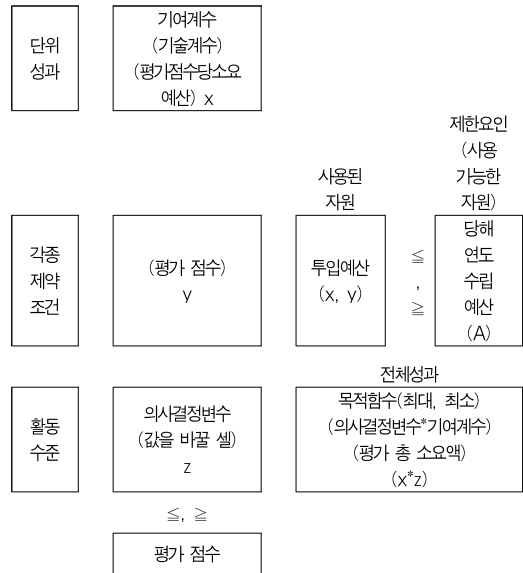 단위
성과
기여계수
(기술계수)
(평가점수당소요
예산) x
제한요인
(사용
가능한
자원)
사용된
자원
각종
제약
조건
(평가 점수)
y
투입예산
(x, y)
≦
,
≧
당해
연도
수립
예산
(A)
전체성과
활동
수준
의사결정변수
(값을 바꿀 셀)
z
목적함수(최대, 최소)
(의사결정변수*기여계수)
(평가 총 소요액)
(x*z)
≦, ≧
평가 점수